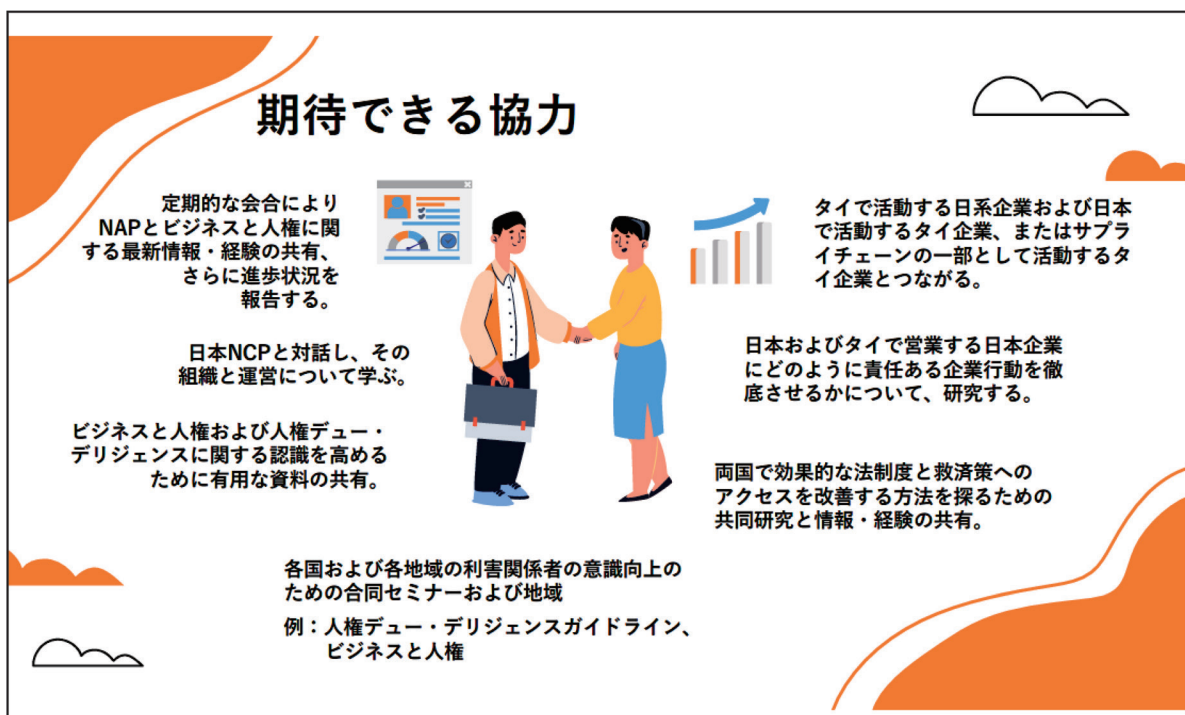 期待できる協力
定期的な会合により
NAPとビジネスと人権に関
する最新情報・経験の共有、
さらに進歩状況を
報告する。
日本NCPと対話し、その
組織と運営について学ぶ。
ビジネスと人権および人権デュー・
デリジェンスに関する認識を高める
ために有用な資料の共有。
タイで活動する日系企業および日本
で活動するタイ企業、またはサプラ
イチェーンの一部として活動するタ
イ企業とつながる。
日本およびタイで営業する日本企業
にどのように責任ある企業行動を徹
底させるかについて、研究する。
両国で効果的な法制度と救済策への
アクセスを改善する方法を探るための
共同研究と情報・経験の共有。
各国および各地域の利害関係者の意識向上の
ための合同セミナーおよび地域
例：人権デュー・デリジェンスガイドライン、
ビジネスと人権